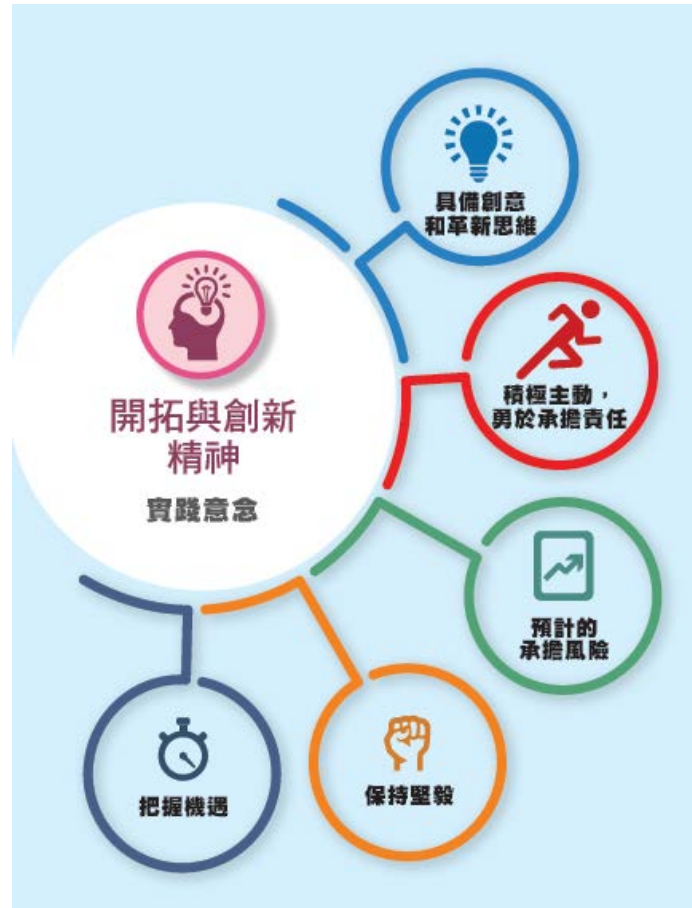 開拓與創新
精神
實踐意念
具備創意
和革新思維
積極主動，
勇於承擔責任
預計的
承擔風險
保持堅毅
把握機遇